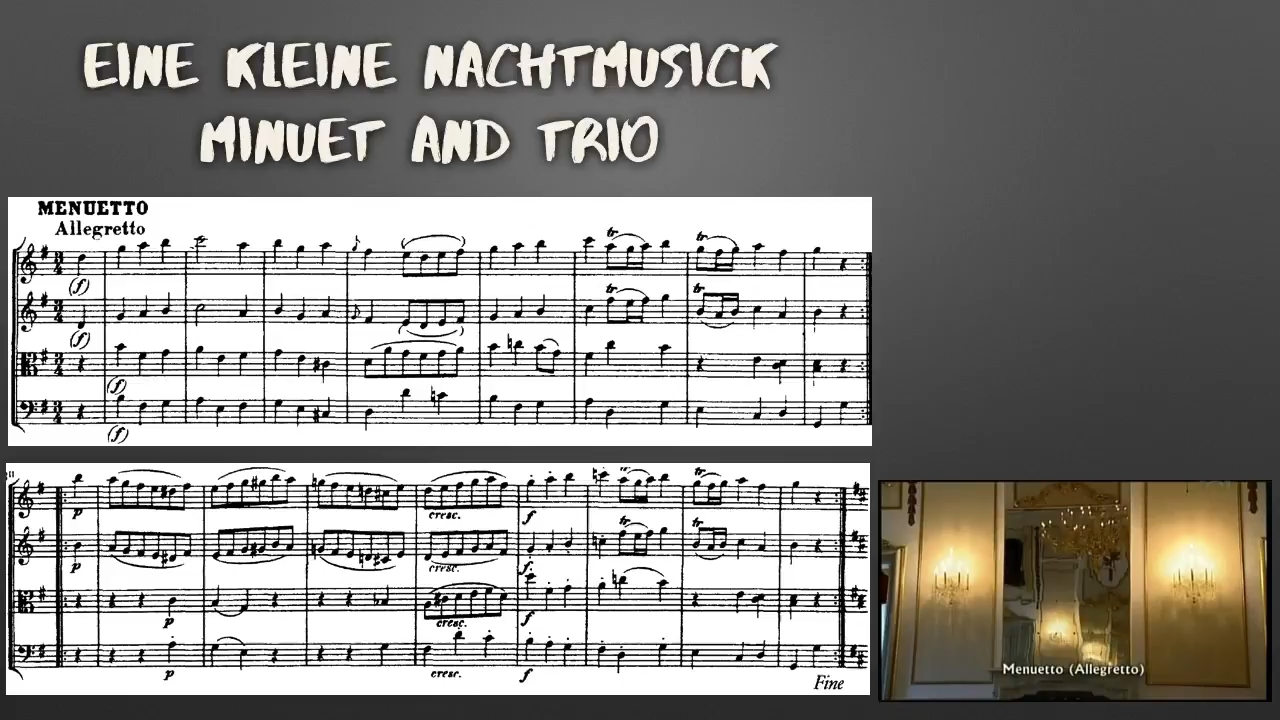 EINE KLEINE NACHTMUSICK
MINUET AND TRIO
MENUETTO
Allegretto
tr tr
(f)
tr tr
(f)
(f)
(f)
tr tr
p cresc. f
tr tr
p cresc. f
p cresc. f
p cresc. f
Fine
Menuetto (Allegretto)